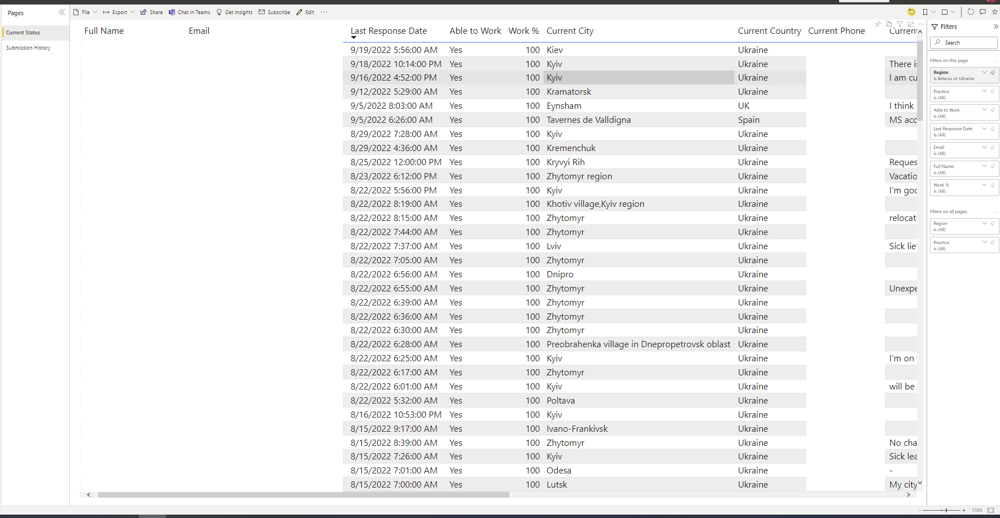 Pages
Current Status
Submission History
File Export Share Chat in Teams Get insights Subscribe Edit ...
Full Name Email Last Response Date Able to Work Work % Current City Current Country Current Phone Current
9/19/2022 5:56:00 AM Yes 100 Kiev Ukraine
9/18/2022 10:14:00 PM Yes 100 Kyiv Ukraine There is
9/16/2022 4:52:00 PM Yes 100 Kyiv Ukraine I am cu
9/12/2022 5:29:00 AM Yes 100 Kramatorsk Ukraine
9/5/2022 8:03:00 AM Yes 100 Eynsham UK I think
9/5/2022 6:26:00 AM Yes 100 Tavernes de Valldigna Spain MS acc
8/29/2022 7:28:00 AM Yes 100 Kyiv Ukraine
8/29/2022 4:36:00 AM Yes 100 Kremenchuk Ukraine
8/25/2022 12:00:00 PM Yes 100 Kryvyi Rih Ukraine Reques
8/23/2022 6:12:00 PM Yes 100 Zhytomyr region Ukraine Vacatio
8/22/2022 5:56:00 PM Yes 100 Kyiv Ukraine I'm goo
8/22/2022 8:19:00 AM Yes 100 Khotiv village,Kyiv region Ukraine
8/22/2022 8:15:00 AM Yes 100 Zhytomyr Ukraine relocati
8/22/2022 7:44:00 AM Yes 100 Zhytomyr Ukraine
8/22/2022 7:37:00 AM Yes 100 Lviv Ukraine Sick lie
8/22/2022 7:05:00 AM Yes 100 Zhytomyr Ukraine
8/22/2022 6:56:00 AM Yes 100 Dnipro Ukraine
8/22/2022 6:55:00 AM Yes 100 Zhytomyr Ukraine Unexpe
8/22/2022 6:39:00 AM Yes 100 Zhytomyr Ukraine
8/22/2022 6:36:00 AM Yes 100 Zhytomyr Ukraine
8/22/2022 6:30:00 AM Yes 100 Zhytomyr Ukraine
8/22/2022 6:28:00 AM Yes 100 Preobrahenka village in Dnepropetrovsk oblast Ukraine
8/22/2022 6:25:00 AM Yes 100 Kyiv Ukraine I'm on
8/22/2022 6:17:00 AM Yes 100 Zhytomyr Ukraine
8/22/2022 6:01:00 AM Yes 100 Kyiv Ukraine will be
8/22/2022 5:32:00 AM Yes 100 Poltava Ukraine
8/16/2022 10:53:00 PM Yes 100 Kyiv Ukraine
8/15/2022 9:17:00 AM Yes 100 Ivano-Frankivsk Ukraine
8/15/2022 8:39:00 AM Yes 100 Zhytomyr Ukraine No cha
8/15/2022 7:26:00 AM Yes 100 Kyiv Ukraine Sick lea
8/15/2022 7:01:00 AM Yes 100 Odesa Ukraine -
8/15/2022 7:00:00 AM Yes 100 Lutsk Ukraine My city
Filters
Search
Filters on this page
Region
is Belarus or Ukraine
Practice
is (All)
Able to Work
is (All)
Last Response Date
is (All)
Email
is (All)
Full Name
is (All)
Work %
is (All)
Filters on all pages
Region
is (All)
Practice
is (All)
- + 178%